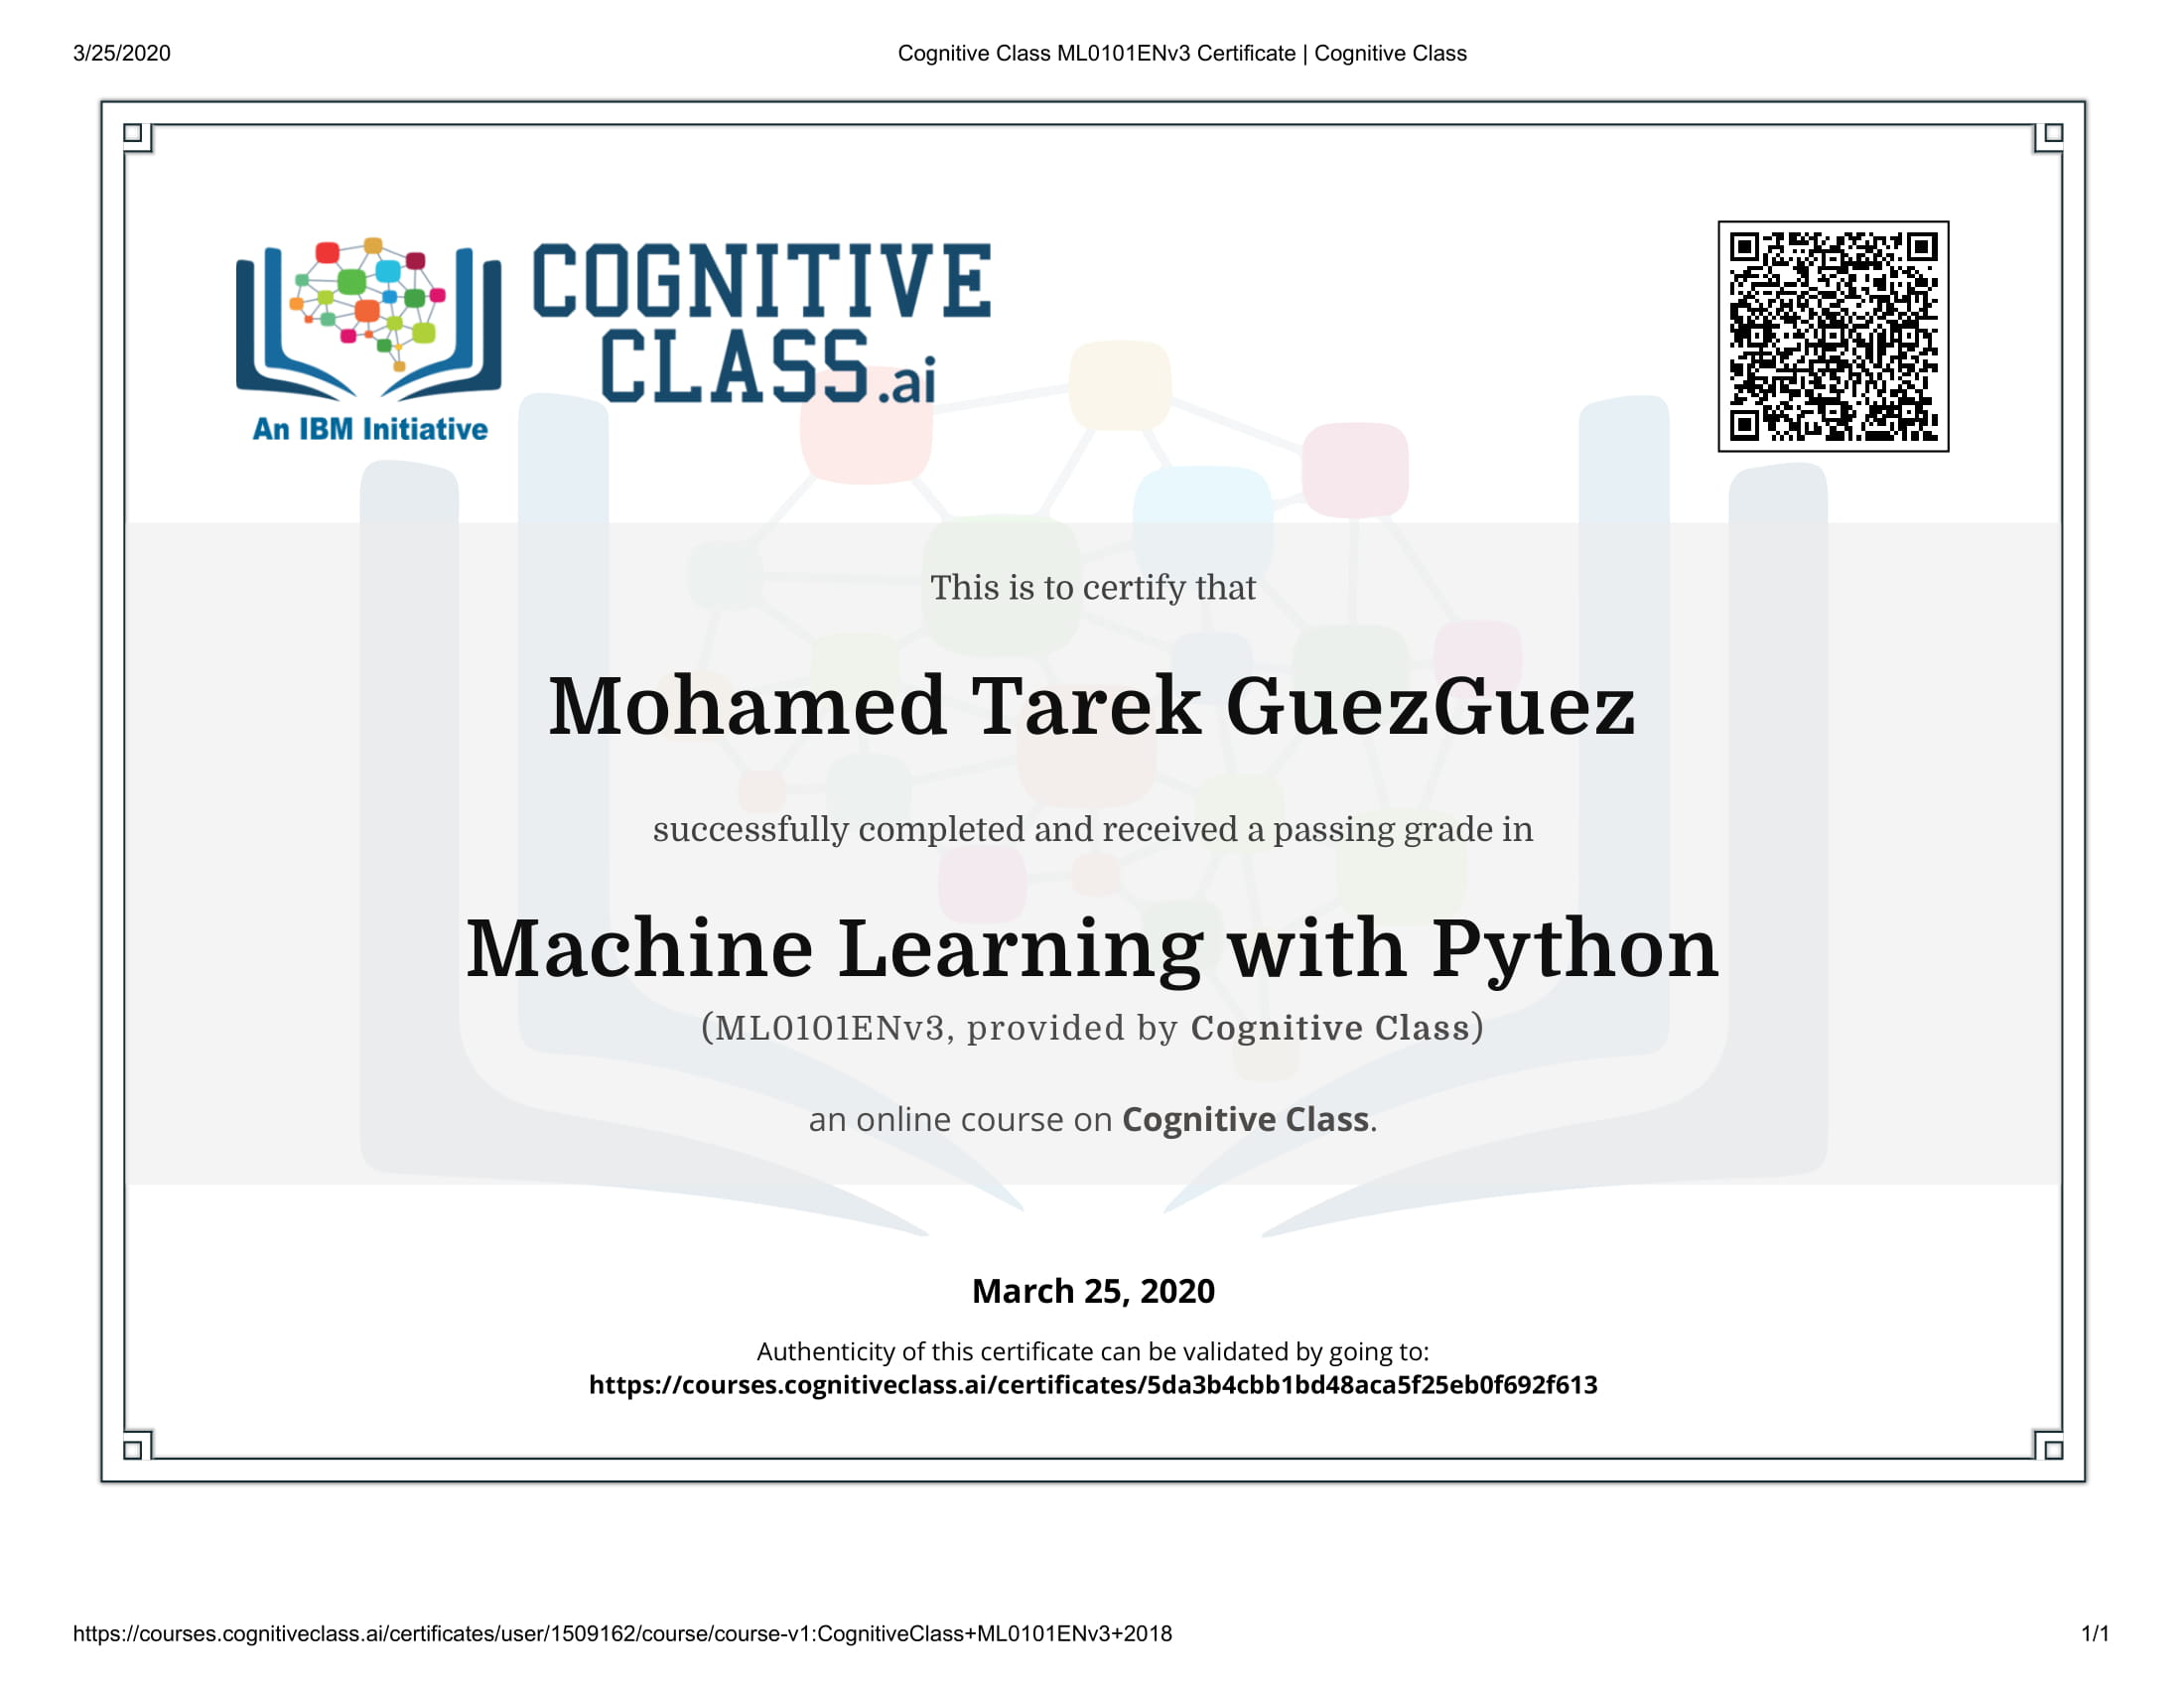 3/25/2020
Cognitive Class ML0101ENv3 Certificate | Cognitive Class
COGNITIVE
CLASS.ai
An IBM Initiative
This is to certify that
Mohamed Tarek GuezGuez
successfully completed and received a passing grade in
Machine Learning with Python
(ML0101ENv3, provided by Cognitive Class)
an online course on Cognitive Class.
March 25, 2020
Authenticity of this certificate can be validated by going to:
https://courses.cognitiveclass.ai/certificates/5da3b4cbb1bd48aca5f25eb0f692f613
https://courses.cognitiveclass.ai/certificates/user/1509162/course/course-v1:CognitiveClass+ML0101ENv3+2018
1/1